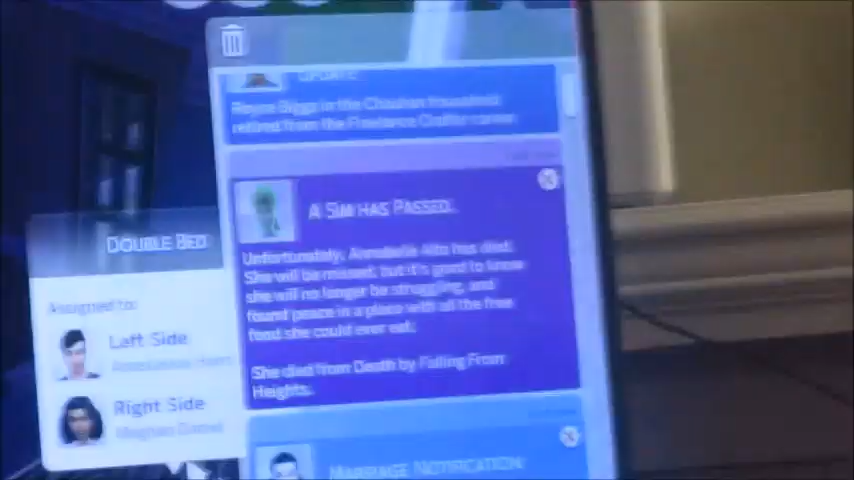 UPDATE
in the Chauhan household
retired from the Freelance Crafter career.
A SIM HAS PASSED.
Unfortunately, Annabelle Alto has died.
She will be missed, but it's good to know
she will no longer be struggling, and
found peace in a place with all the free
food she could ever eat.
She died from Death by Falling From
Heights.
DOUBLE BED
Assigned to:
Left Side
Right Side
MARRIAGE NOTIFICATION